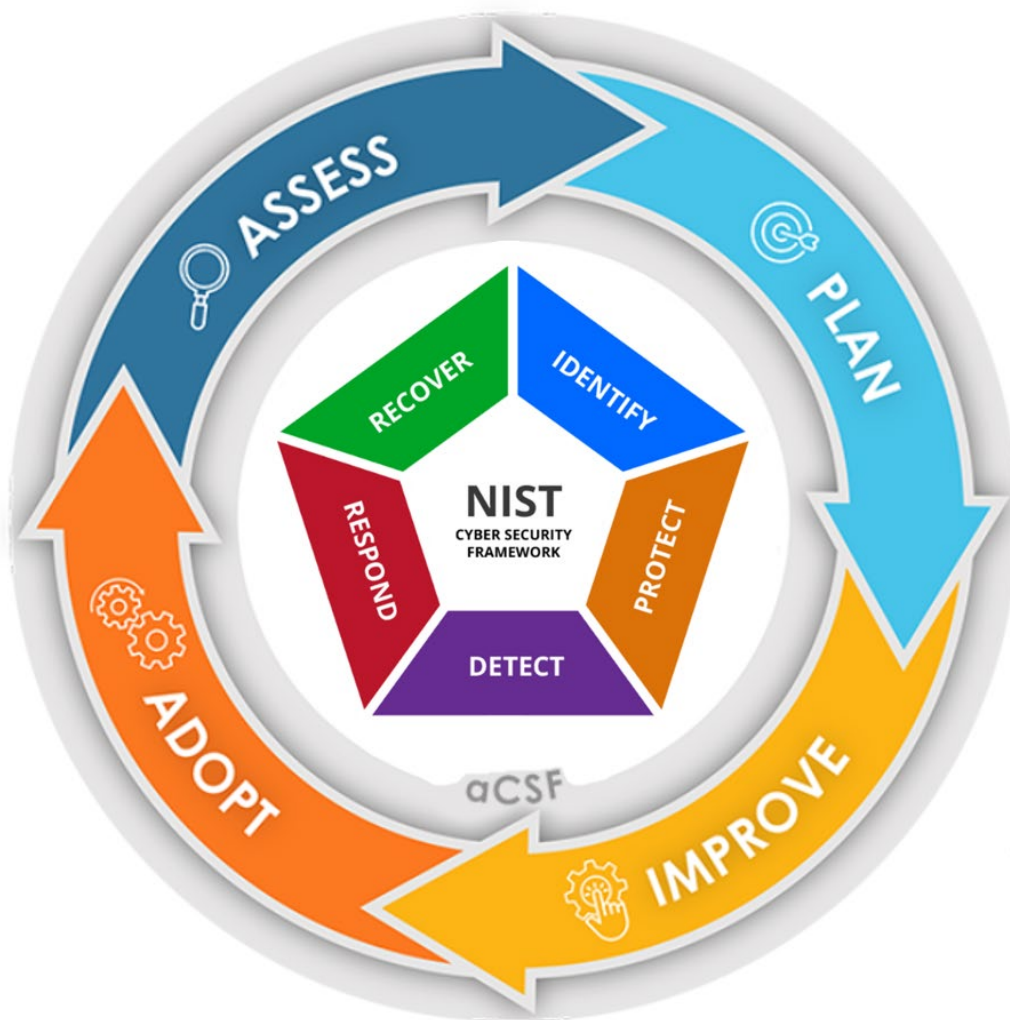 ASSESS
PLAN
IMPROVE
ADOPT
RECOVER
IDENTIFY
PROTECT
DETECT
RESPOND
NIST
CYBER SECURITY
FRAMEWORK
aCSF